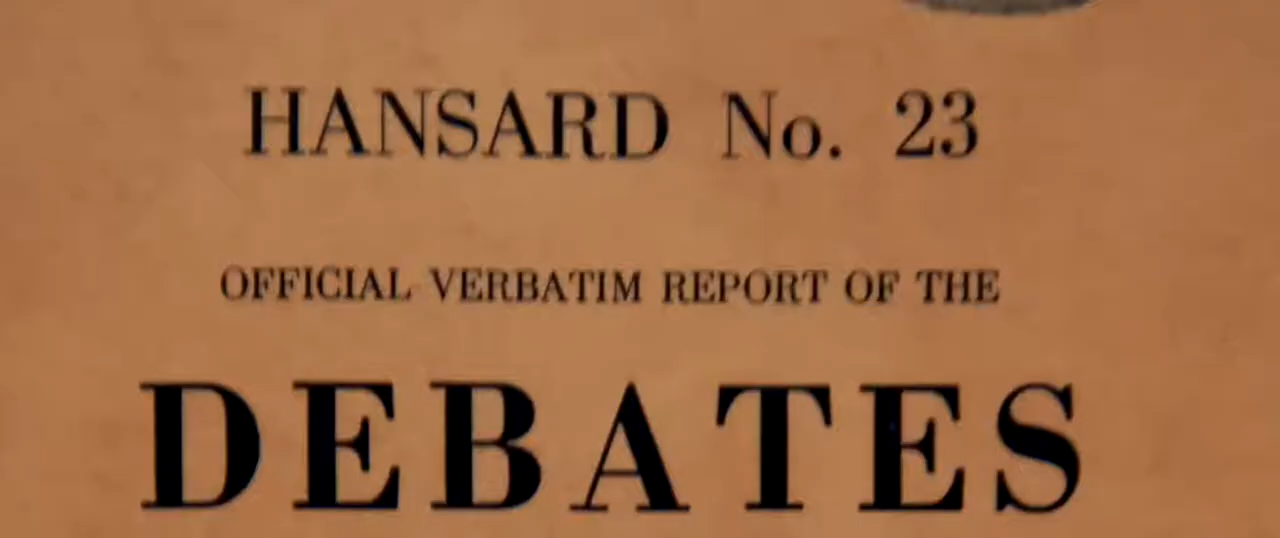 HANSARD No. 23
OFFICIAL VERBATIM REPORT OF THE
DEBATES